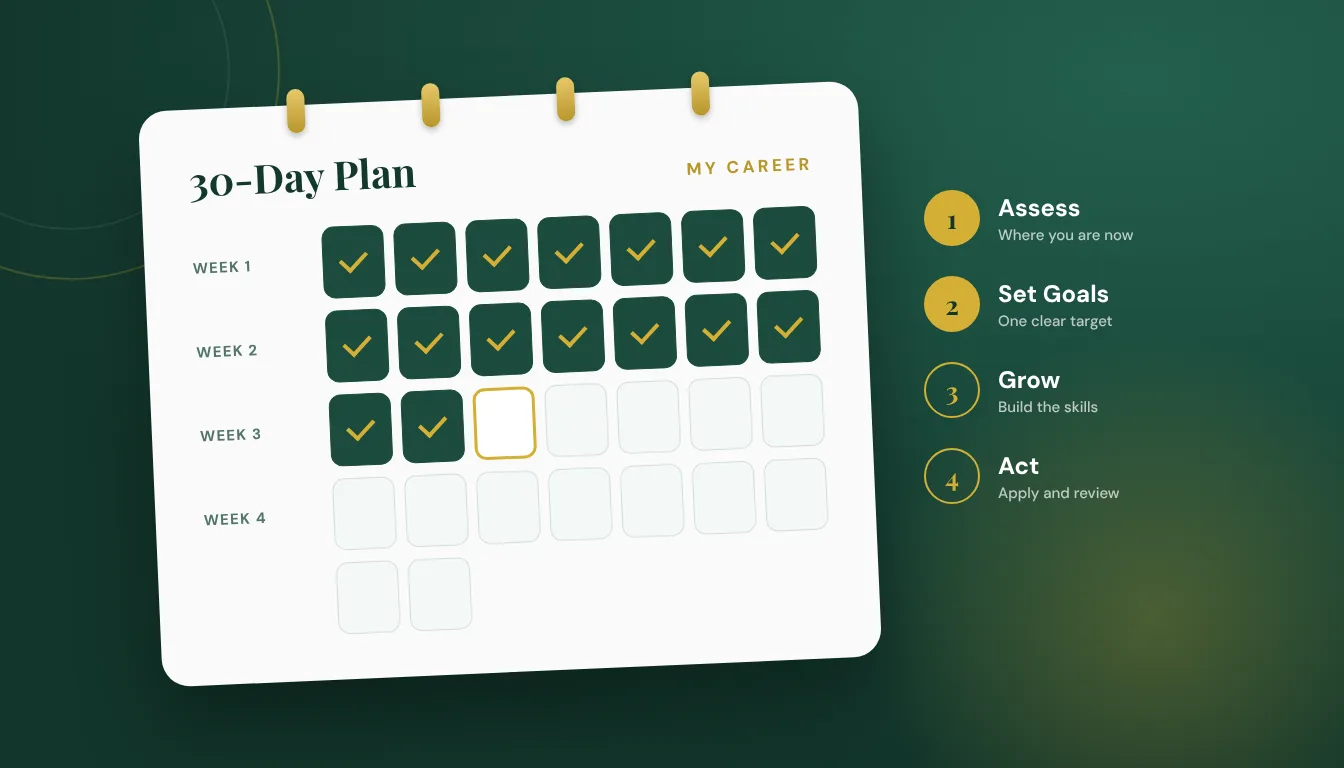 30-Day Plan
MY CAREER
WEEK 1
WEEK 2
WEEK 3
WEEK 4
1
Assess
Where you are now
2
Set Goals
One clear target
3
Grow
Build the skills
4
Act
Apply and review